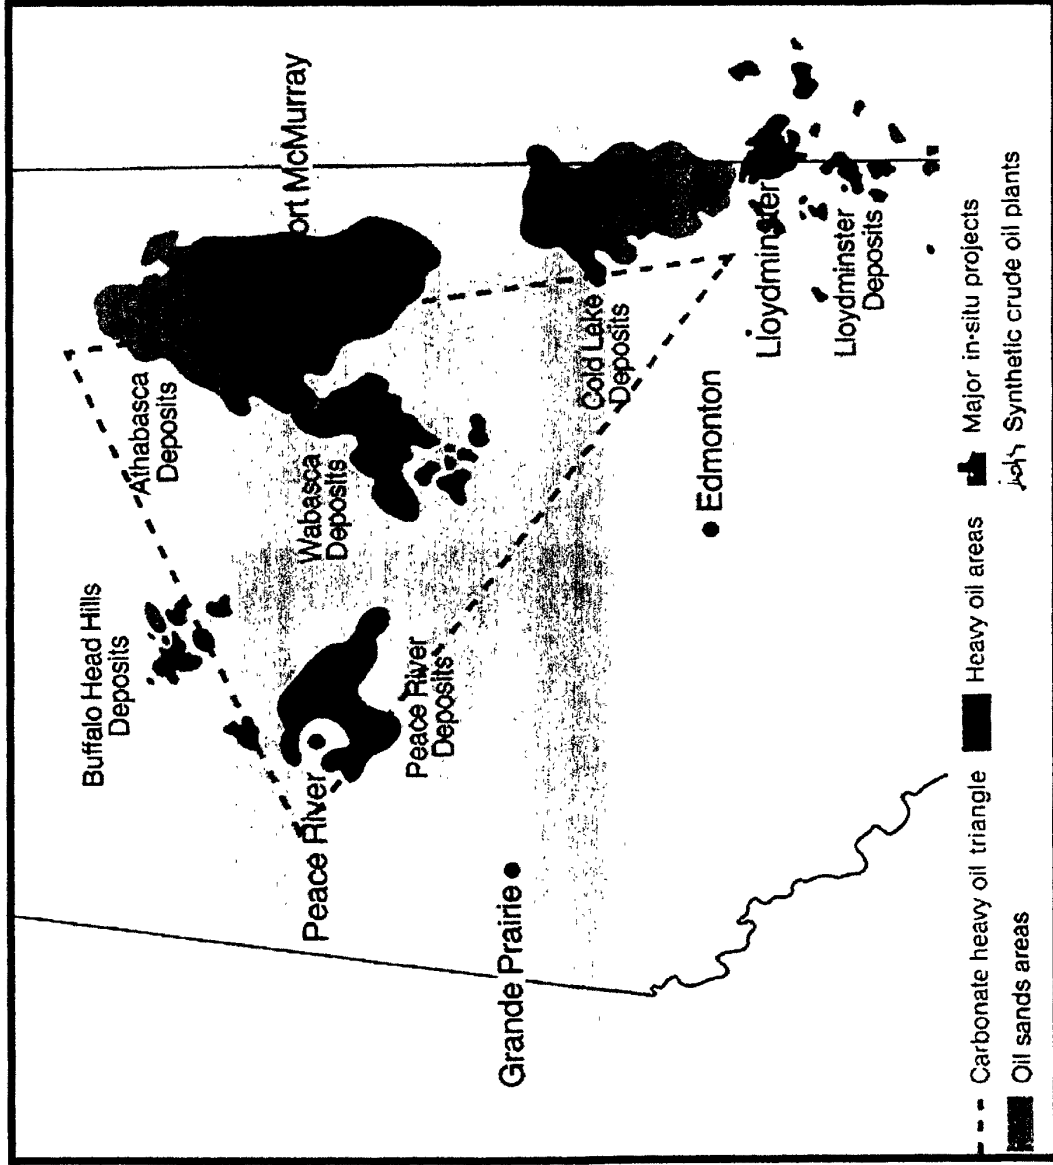 Buffalo Head Hills
Deposits
Athabasca
Deposits
ort McMurray
Peace River
Wabasca
Deposits
Peace River
Deposits
Grande Prairie
Cold Lake
Deposits
Edmonton
Lloydminster
Lloydminster
Deposits
Carbonate heavy oil triangle
Heavy oil areas
Major in-situ projects
Oil sands areas
Synthetic crude oil plants